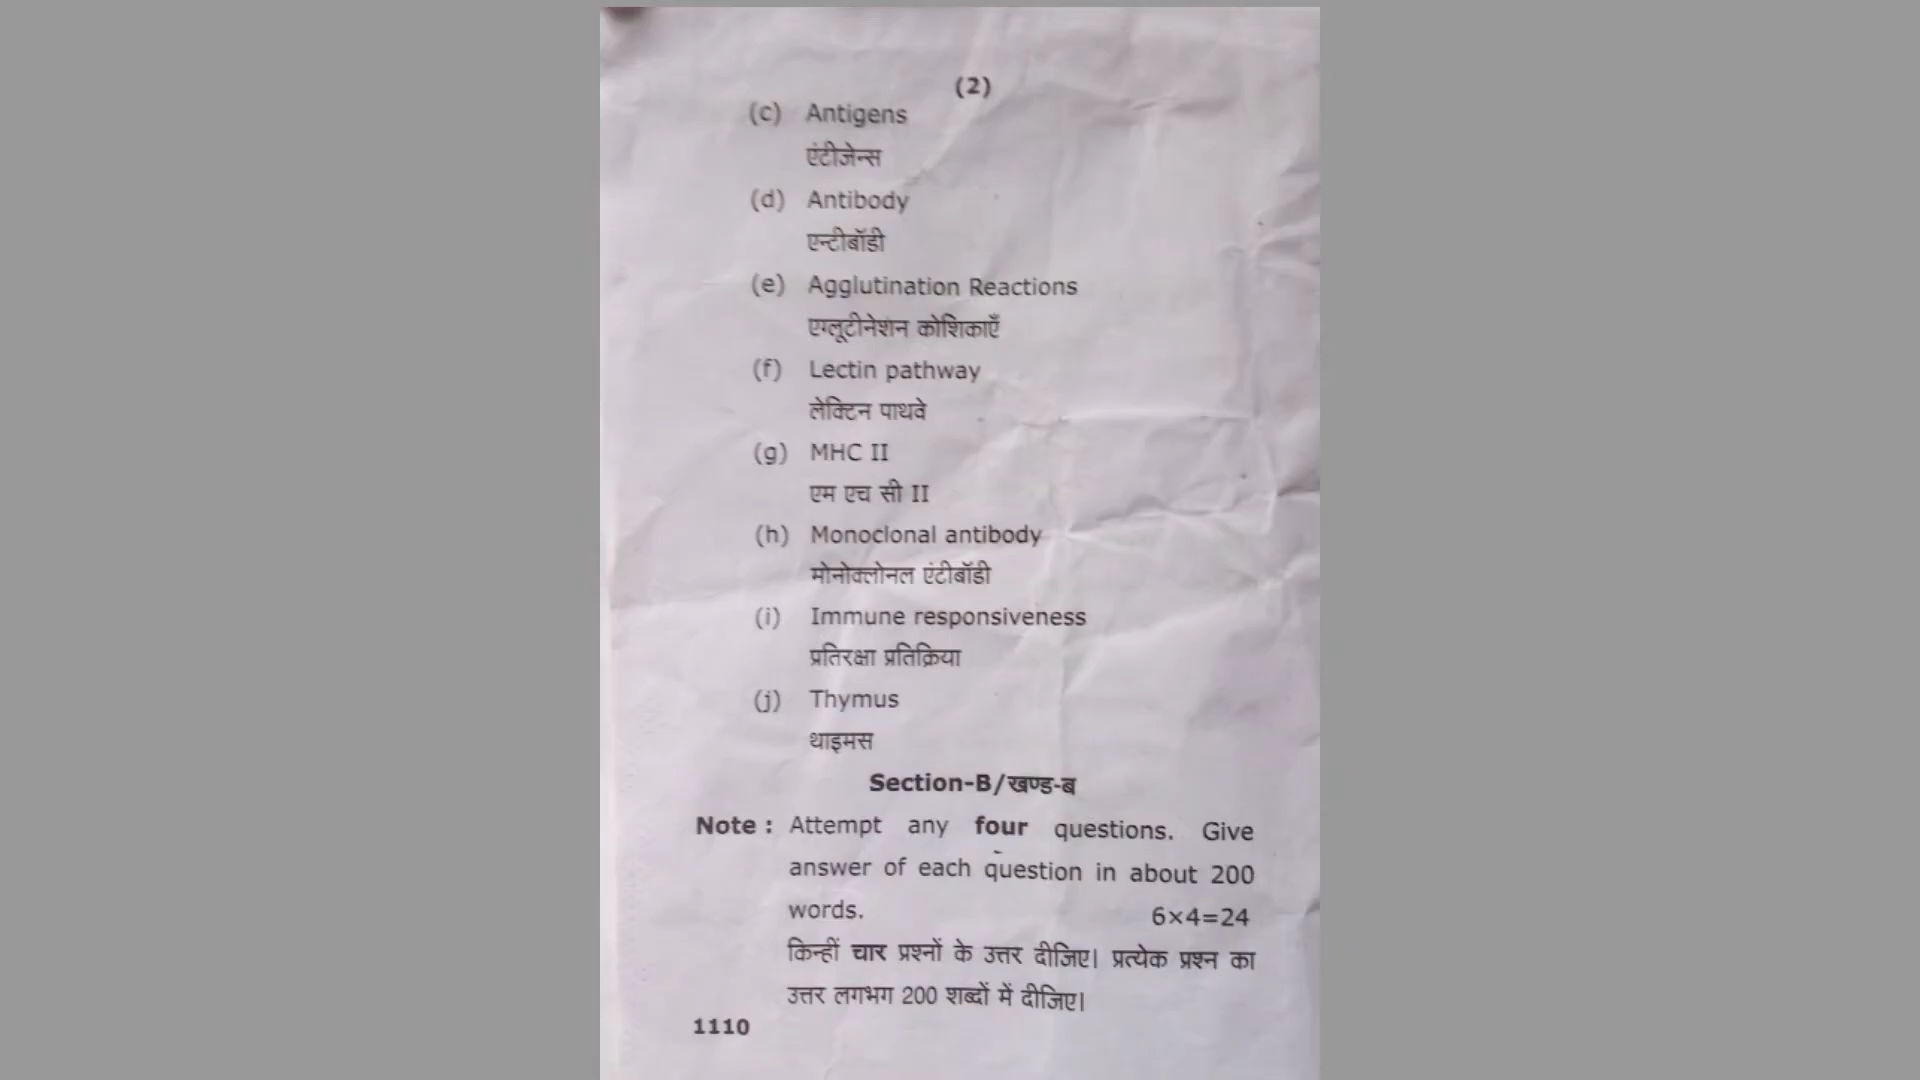 (2)
(c) Antigens
एंटीजेन्स
(d) Antibody
एन्टीबॉडी
(e) Agglutination Reactions
एग्लूटीनेशन कोशिकाएँ
(f) Lectin pathway
लेक्टिन पाथवे
(g) MHC II
एम एच सी II
(h) Monoclonal antibody
मोनोक्लोनल एंटीबॉडी
(i) Immune responsiveness
प्रतिरक्षा प्रतिक्रिया
(j) Thymus
थाइमस
Section-B/खण्ड-ब
Note : Attempt any four questions. Give
answer of each question in about 200
words. 6×4=24
किन्हीं चार प्रश्नों के उत्तर दीजिए। प्रत्येक प्रश्न का
उत्तर लगभग 200 शब्दों में दीजिए।
1110